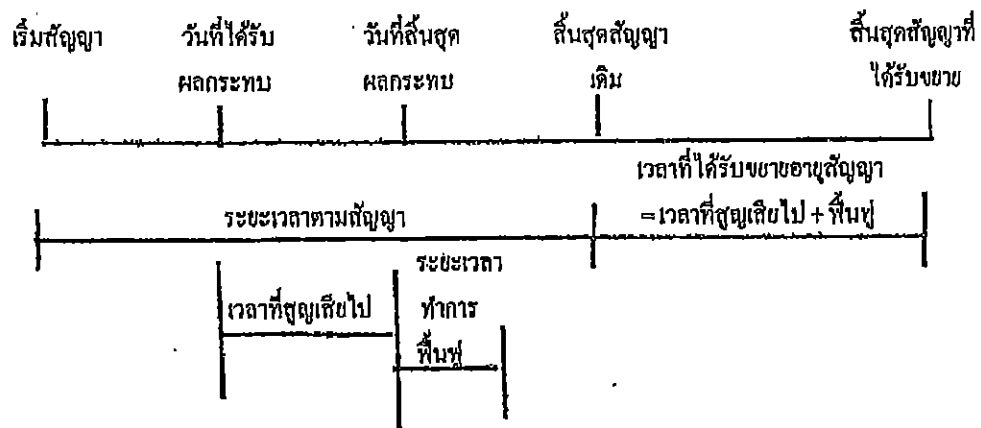 เริ่มสัญญา
วันที่ได้รับ
ผลกระทบ
วันที่สิ้นสุด
ผลกระทบ
สิ้นสุดสัญญา
เดิม
สิ้นสุดสัญญาที่
ได้รับขยาย
เวลาที่ได้รับขยายอายุสัญญา
=เวลาที่สูญเสียไป + ฟื้นฟู
ระยะเวลาตามสัญญา
เวลาที่สูญเสียไป
ระยะเวลา
ทำการ
ฟื้นฟู